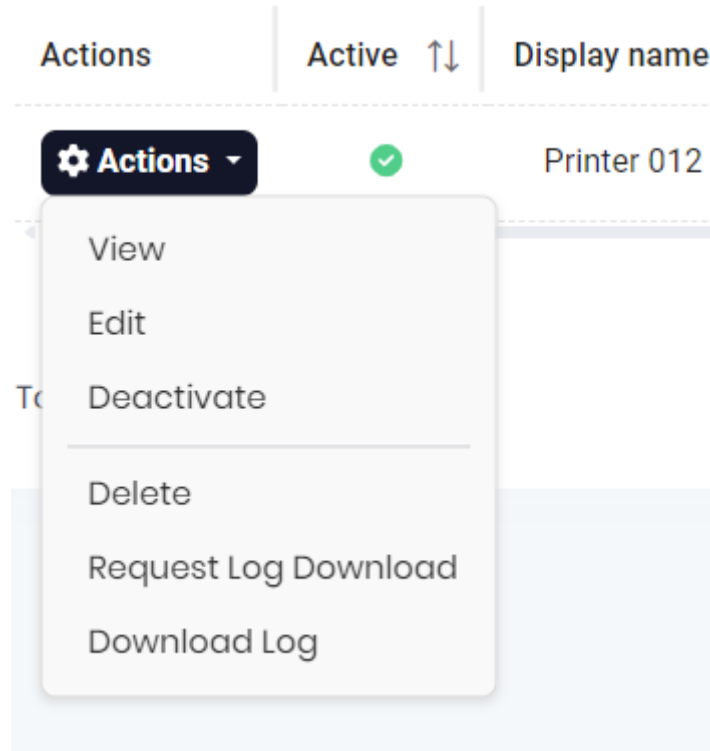 Actions Active Display name
Actions
Printer 012
View
Edit
Deactivate
Delete
Request Log Download
Download Log